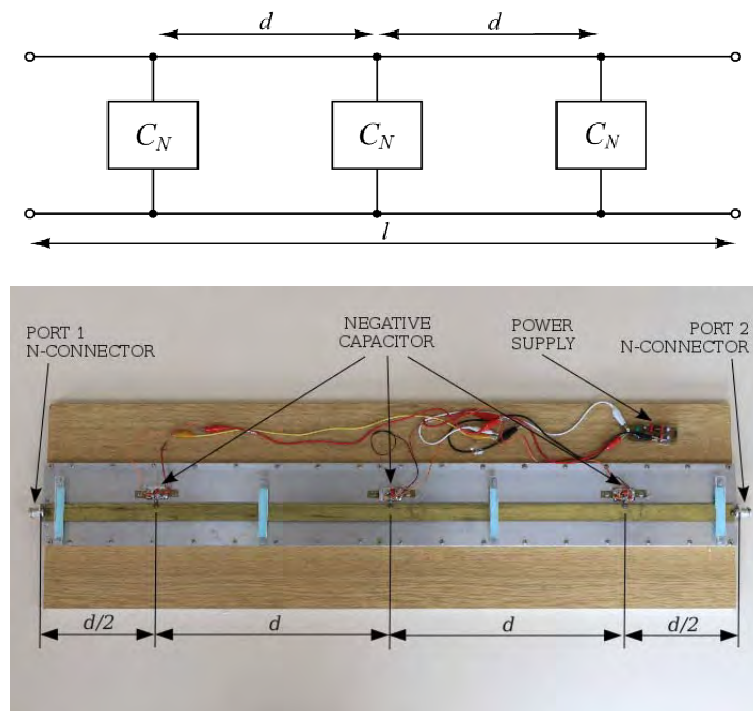 d d
C_N C_N C_N
l
PORT 1 NEGATIVE POWER PORT 2
N-CONNECTOR CAPACITOR SUPPLY N-CONNECTOR
d/2 d d d/2